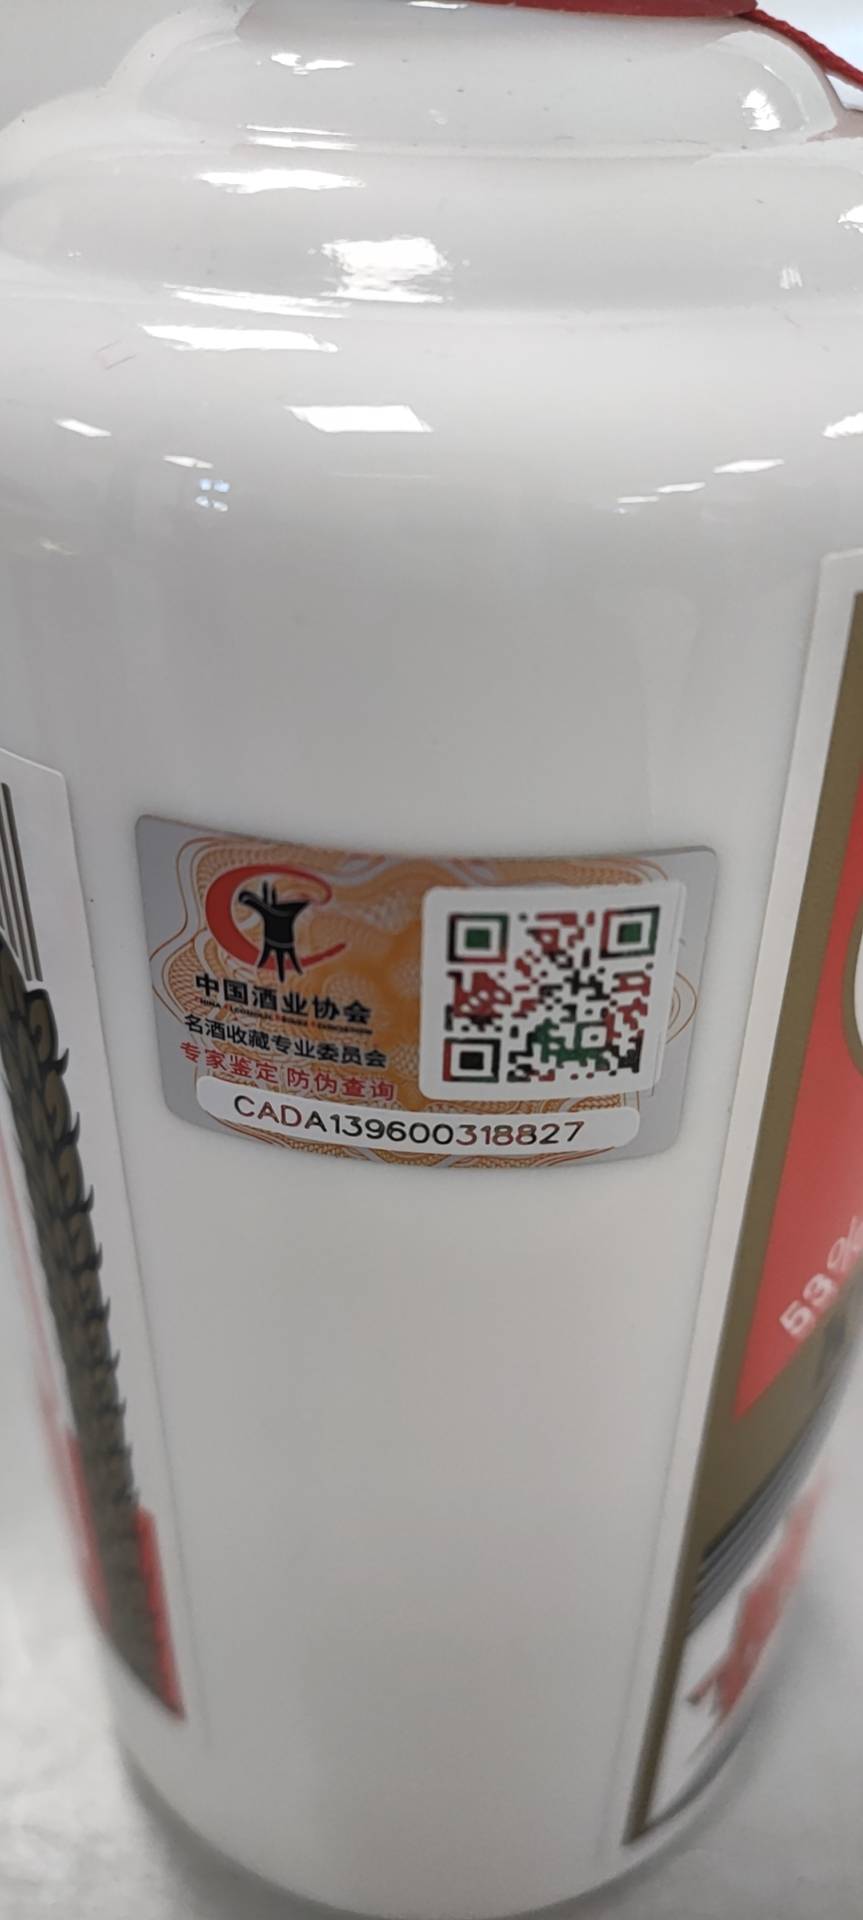 中国酒业协会
名酒收藏专业委员会
专家鉴定 防伪查询
CADA139600318827
53%